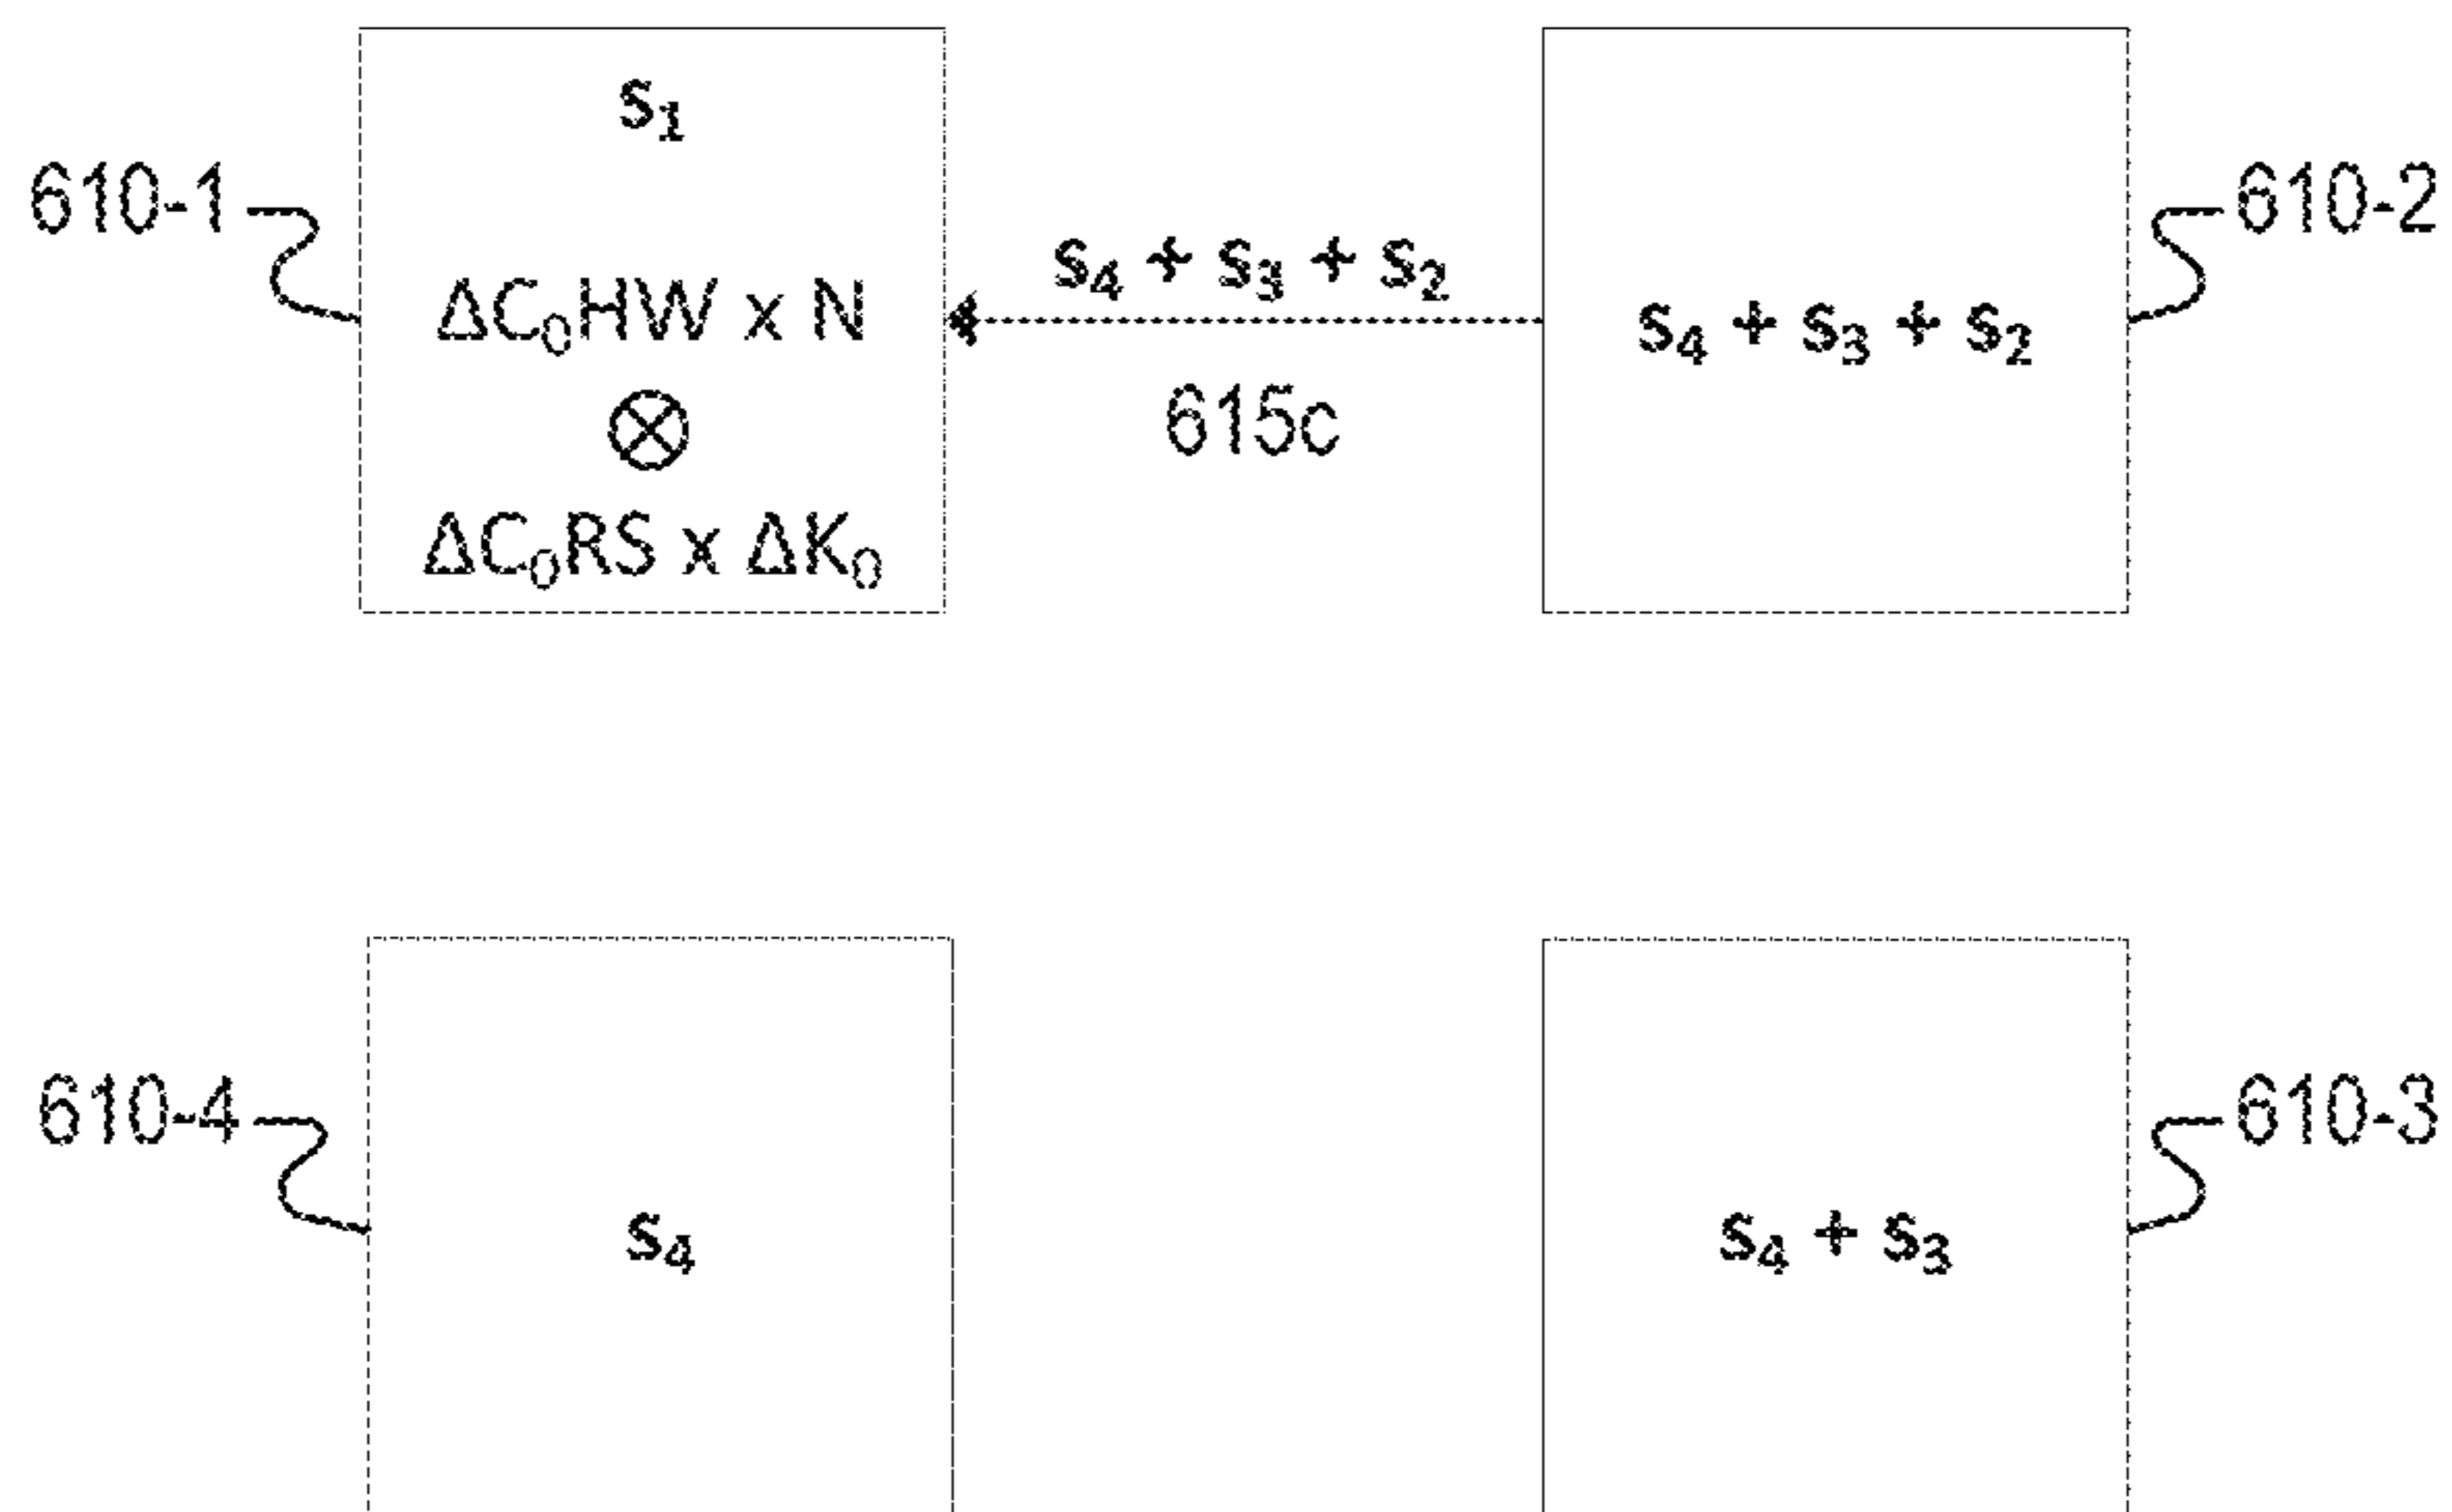 s₁
610-1
610-2
s₄ + s₃ + s₂
ΔC₀HW x N
s₄ + s₃ + s₂
615c
⊗
ΔC₀RS x ΔK₀
610-4
610-3
s₄
s₄ + s₃